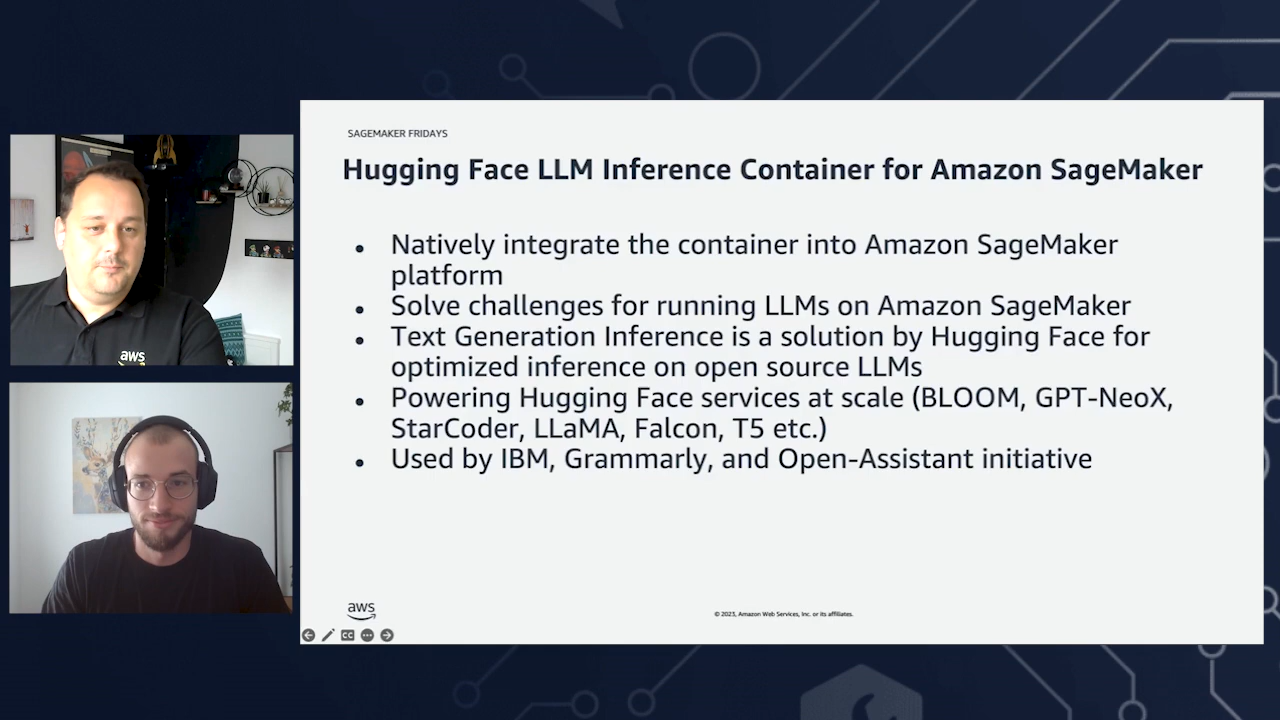 SAGEMAKER FRIDAYS
Hugging Face LLM Inference Container for Amazon SageMaker
• Natively integrate the container into Amazon SageMaker
platform
• Solve challenges for running LLMs on Amazon SageMaker
• Text Generation Inference is a solution by Hugging Face for
optimized inference on open source LLMs
• Powering Hugging Face services at scale (BLOOM, GPT-NeoX,
StarCoder, LLaMA, Falcon, T5 etc.)
• Used by IBM, Grammarly, and Open-Assistant initiative
aws
© 2023, Amazon Web Services, Inc. or its affiliates.
CC
aws